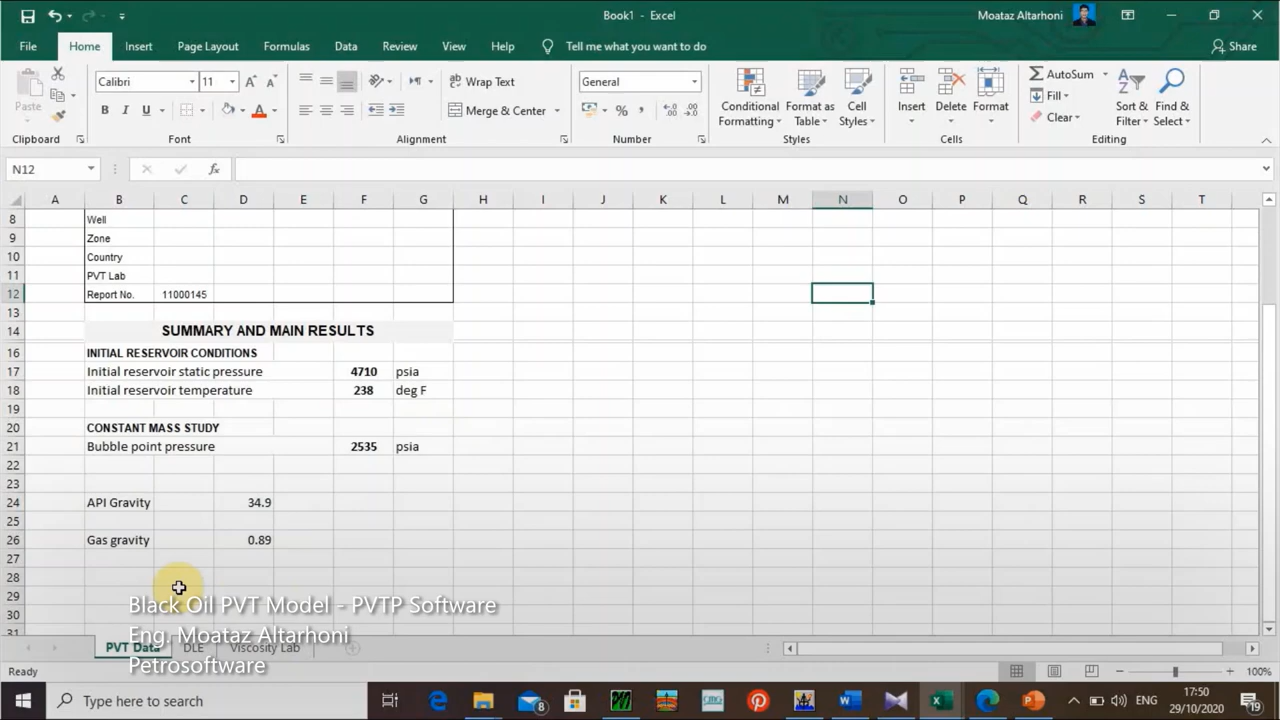 Book1 - Excel
Moataz Altarhoni
File Home Insert Page Layout Formulas Data Review View Help Tell me what you want to do Share
Paste
Calibri 11
B I U
Wrap Text
Merge & Center
General
Conditional Formatting
Format as Table
Cell Styles
Insert Delete Format
AutoSum
Fill
Clear
Sort & Filter
Find & Select
Clipboard Font Alignment Number Styles Cells Editing
N12 fx
A B C D E F G H I J K L M N O P Q R S T
8 Well
9 Zone
10 Country
11 PVT Lab
12 Report No. 11000145
13
14 SUMMARY AND MAIN RESULTS
16 INITIAL RESERVOIR CONDITIONS
17 Initial reservoir static pressure 4710 psia
18 Initial reservoir temperature 238 deg F
19
20 CONSTANT MASS STUDY
21 Bubble point pressure 2535 psia
22
23
24 API Gravity 34.9
25
26 Gas gravity 0.89
27
28
29
30
31
Black Oil PVT Model - PVTP Software
Eng. Moataz Altarhoni
Petrosoftware
PVT Data DLE Viscosity Lab
Ready 100%
Type here to search
8
ENG
17:50
29/10/2020
19